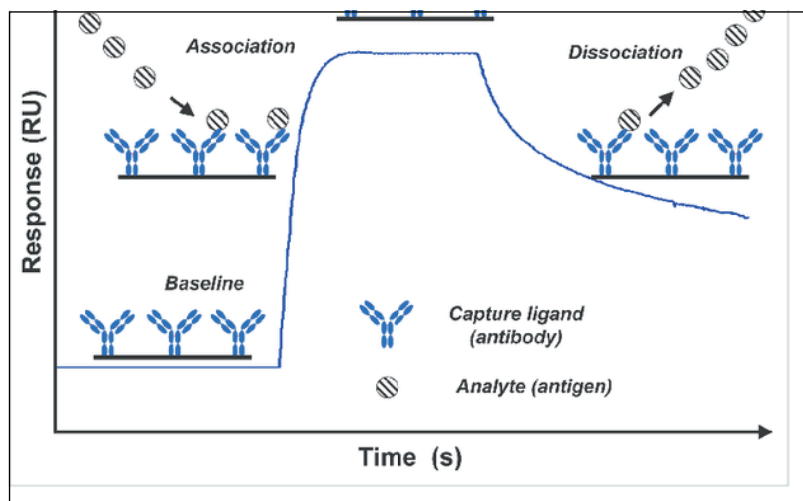 Association
Dissociation
Response (RU)
Baseline
Capture ligand
(antibody)
Analyte (antigen)
Time (s)